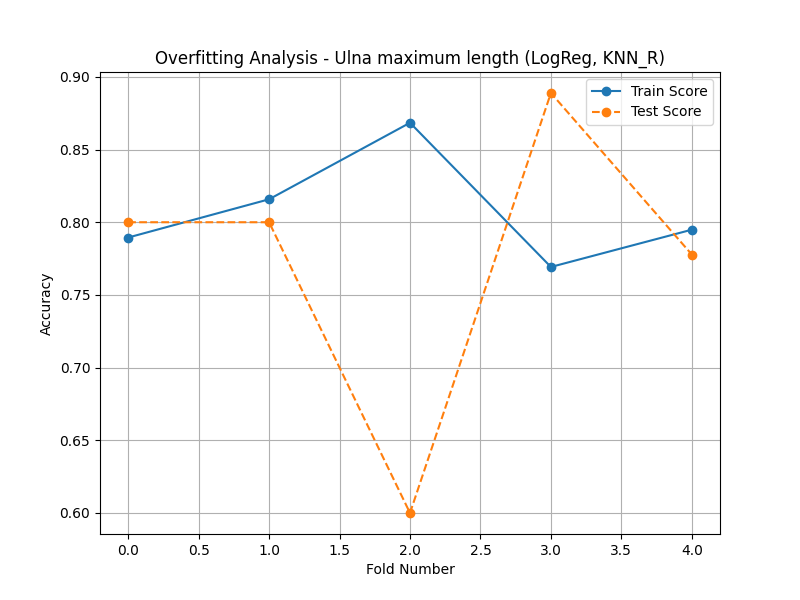 Overfitting Analysis - Ulna maximum length (LogReg, KNN_R)
Train Score
Test Score
0.90
0.85
0.80
0.75
0.70
0.65
0.60
Accuracy
0.0 0.5 1.0 1.5 2.0 2.5 3.0 3.5 4.0
Fold Number